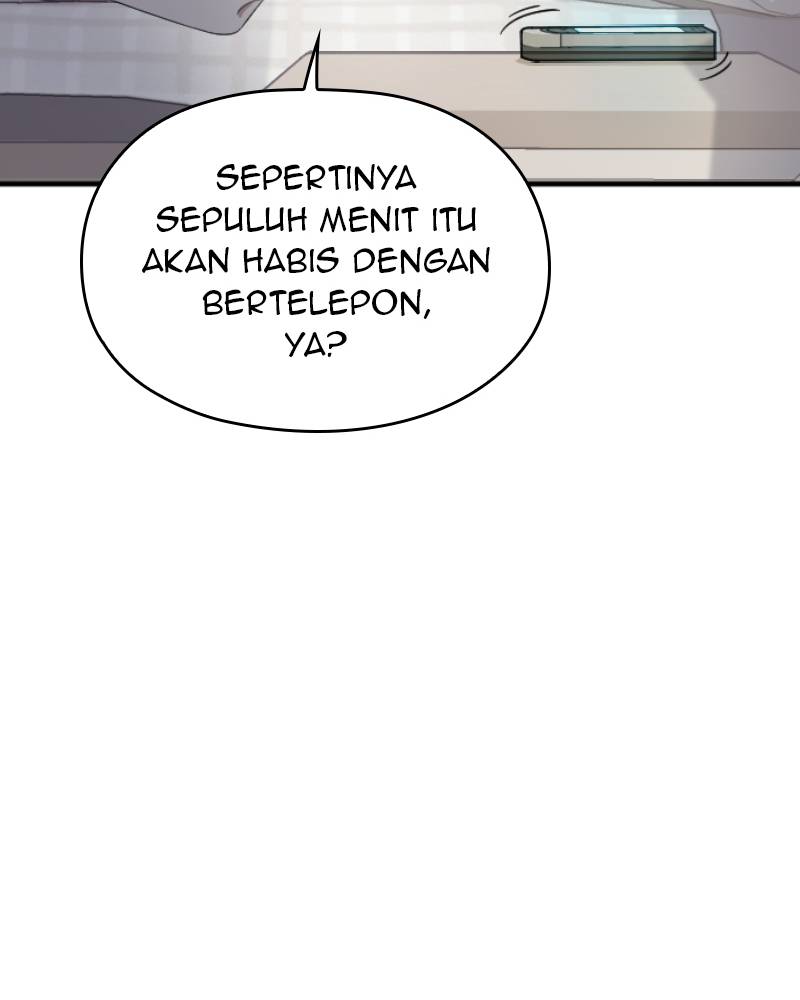 SEPERTINYA
SEPULUH MENIT ITU
AKAN HABIS DENGAN
BERTELEPON,
YA?